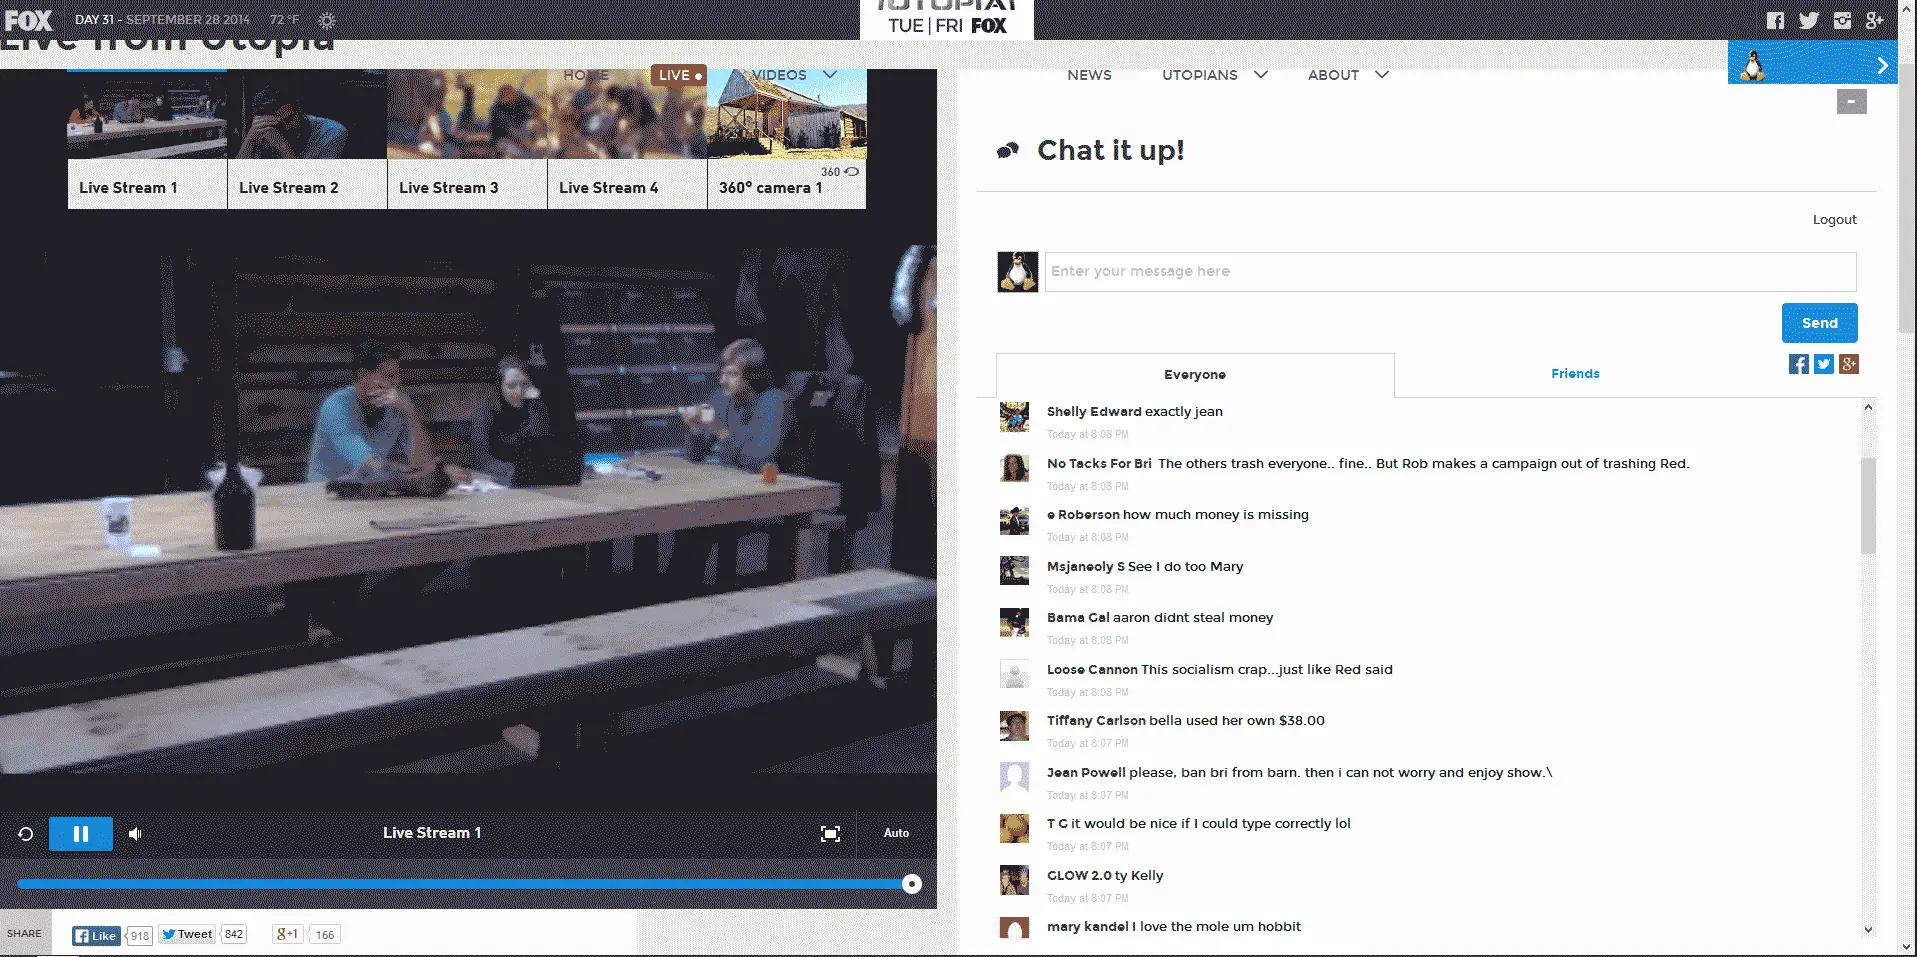 FOX
DAY 31 - SEPTEMBER 28 2014
72 °F
UTOPIA
TUE | FRI FOX
Live from Utopia
HOME
LIVE
VIDEOS
NEWS
UTOPIANS
ABOUT
Live Stream 1
Live Stream 2
Live Stream 3
Live Stream 4
360
360° camera 1
Chat it up!
Logout
Enter your message here
Send
Everyone
Friends
Shelly Edward exactly jean
Today at 8:08 PM
No Tacks For Bri The others trash everyone.. fine.. But Rob makes a campaign out of trashing Red.
Today at 8:08 PM
e Roberson how much money is missing
Today at 8:08 PM
Msjaneoly S See I do too Mary
Today at 8:08 PM
Bama Gal aaron didnt steal money
Today at 8:08 PM
Loose Cannon This socialism crap...just like Red said
Today at 8:08 PM
Tiffany Carlson bella used her own $38.00
Today at 8:07 PM
Jean Powell please, ban bri from barn. then i can not worry and enjoy show.\
Today at 8:07 PM
T G it would be nice if I could type correctly lol
Today at 8:07 PM
GLOW 2.0 ty Kelly
Today at 8:07 PM
mary kandel I love the mole um hobbit
Live Stream 1
Auto
SHARE
Like 918
Tweet 842
g+1 166